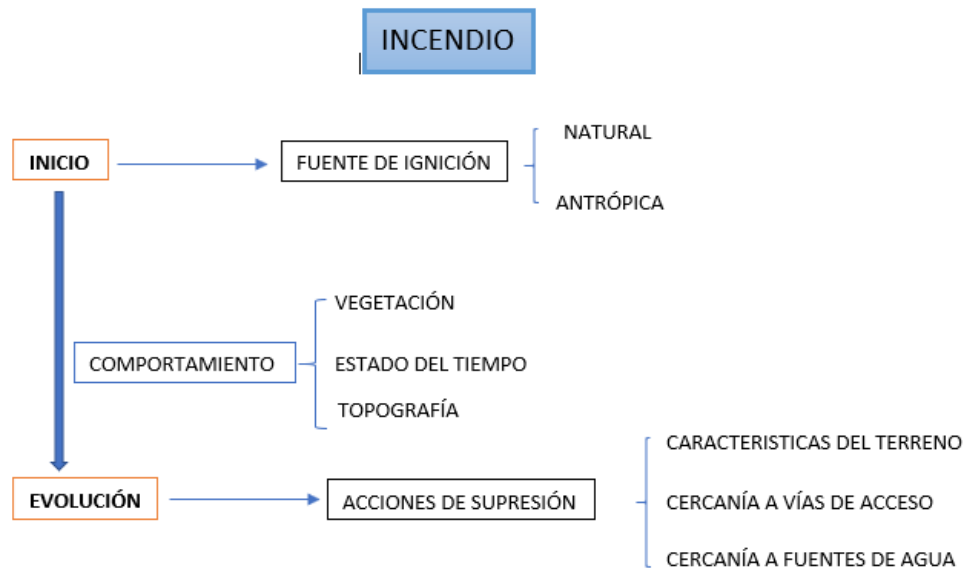 INCENDIO
INICIO
FUENTE DE IGNICIÓN
NATURAL
ANTRÓPICA
COMPORTAMIENTO
VEGETACIÓN
ESTADO DEL TIEMPO
TOPOGRAFÍA
EVOLUCIÓN
ACCIONES DE SUPRESIÓN
CARACTERISTICAS DEL TERRENO
CERCANÍA A VÍAS DE ACCESO
CERCANÍA A FUENTES DE AGUA